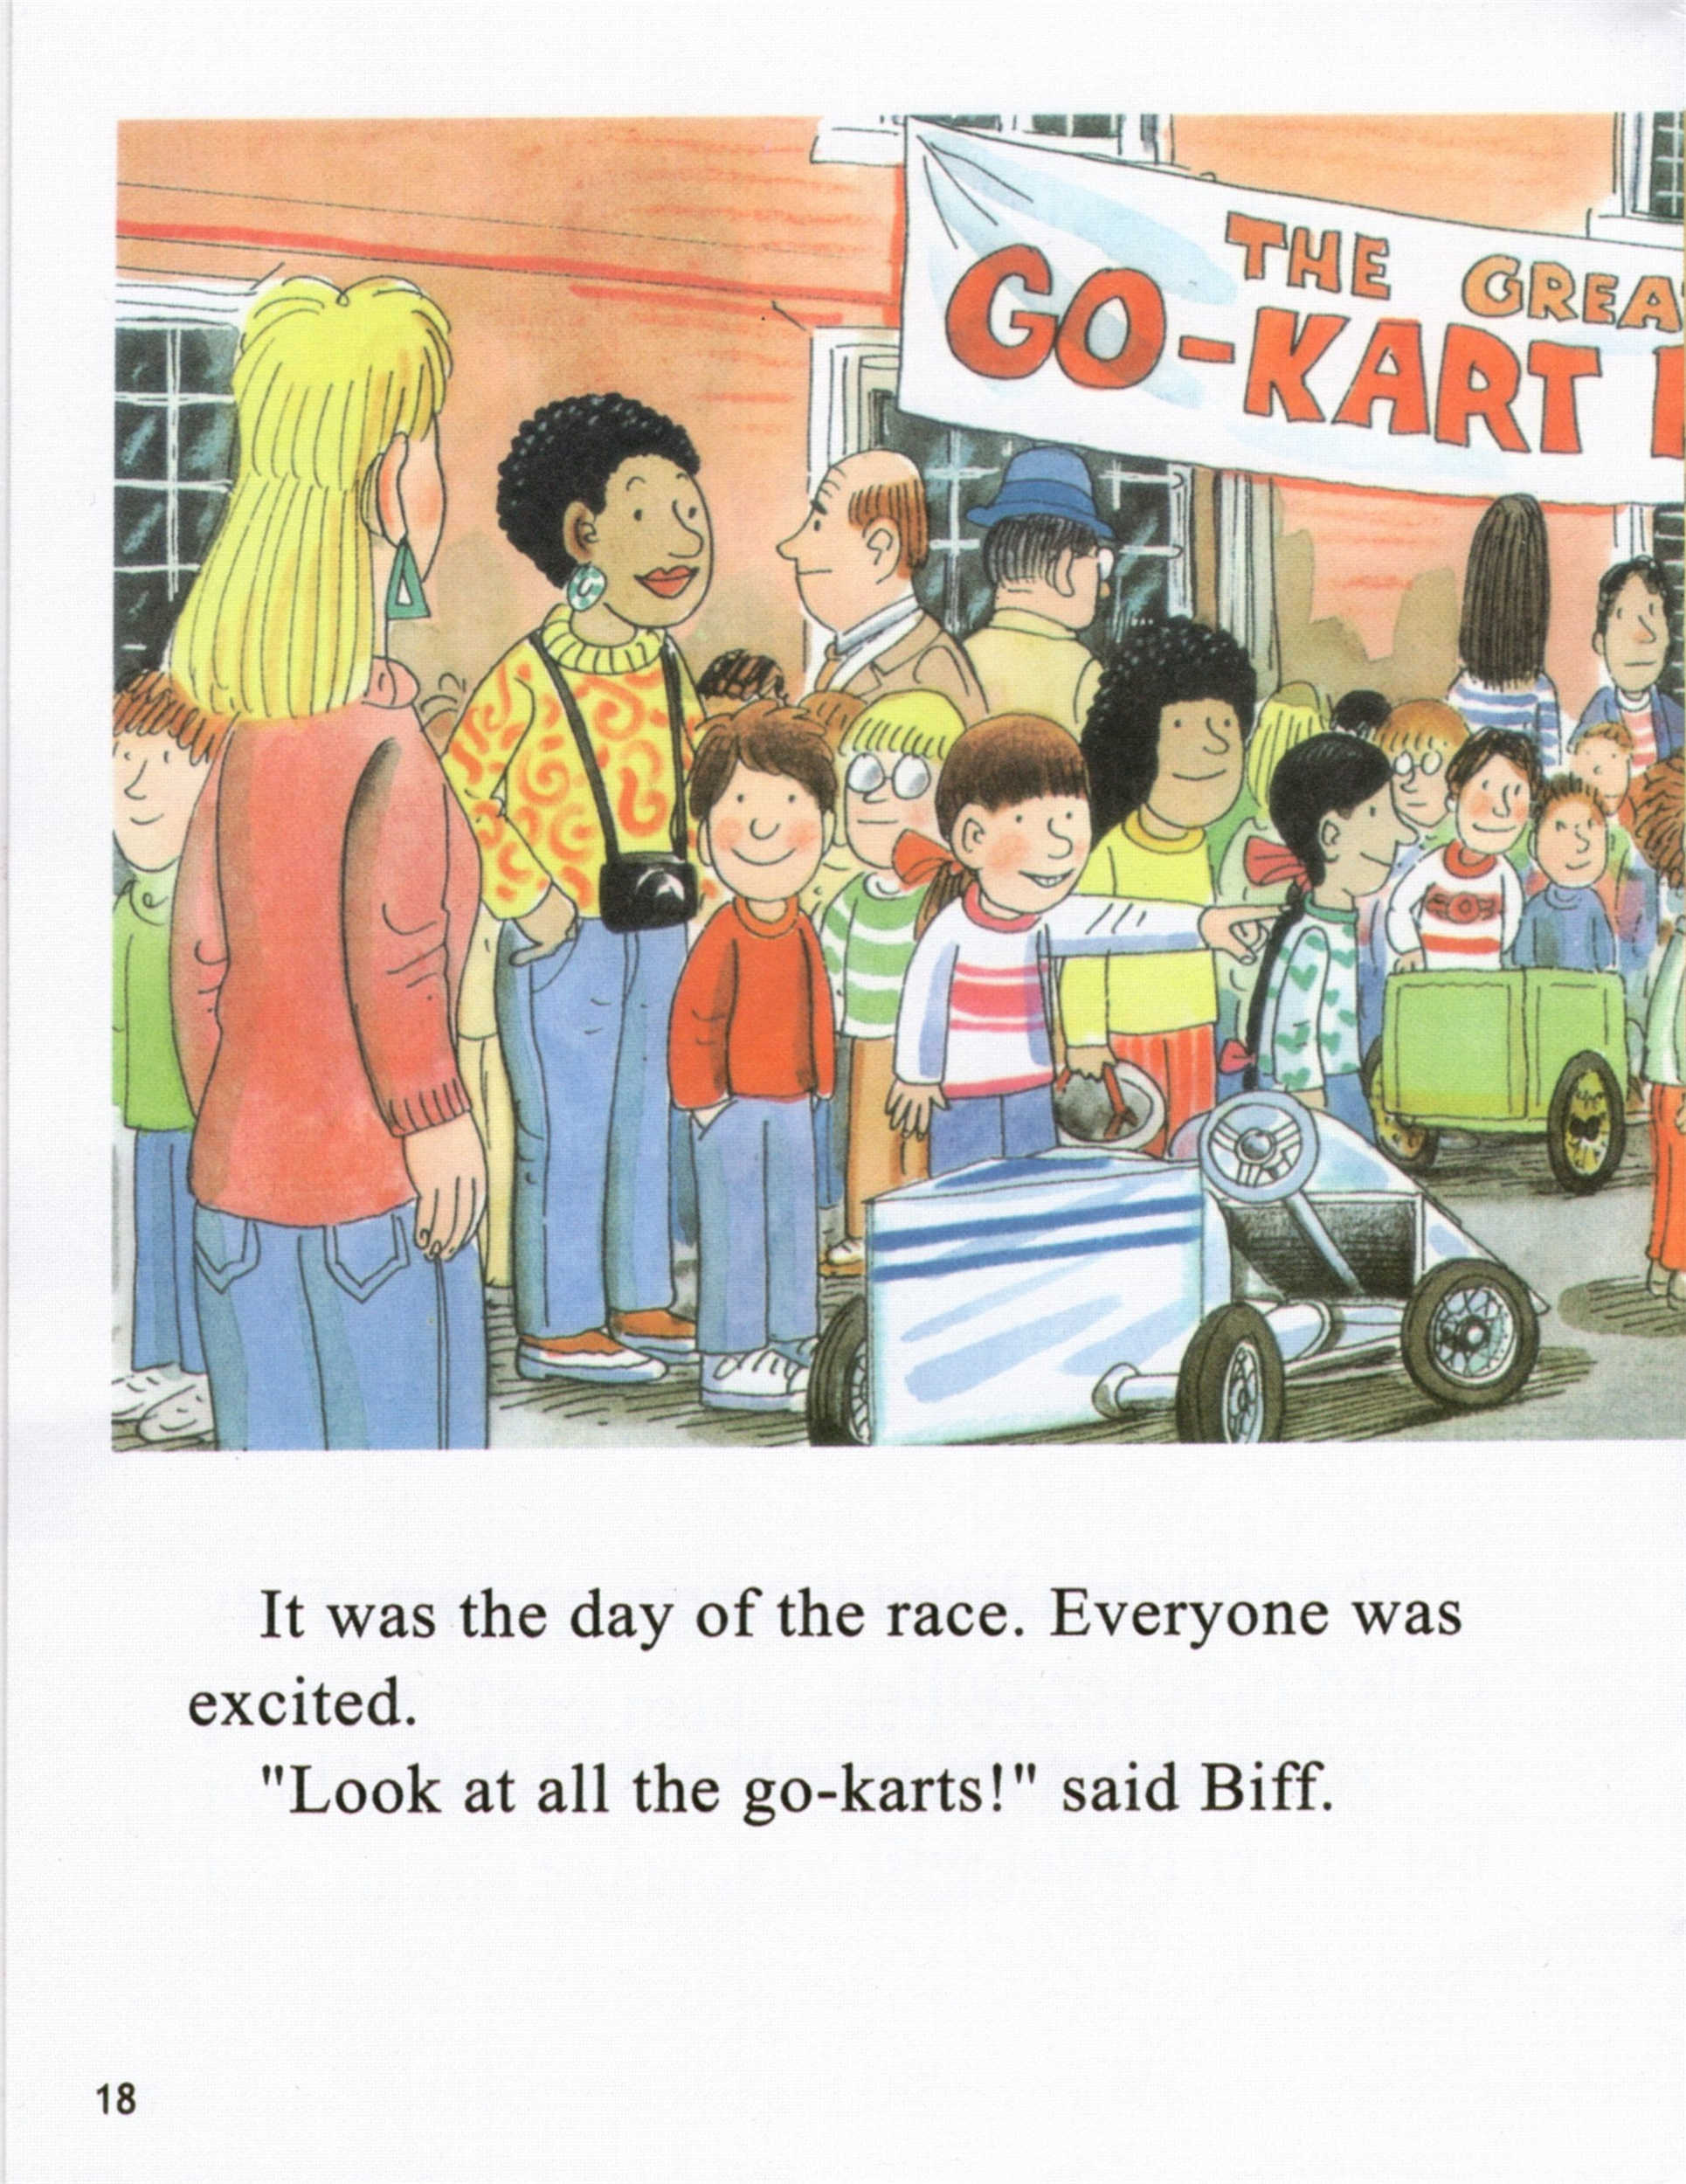 THE GREA
GO-KART
It was the day of the race. Everyone was
excited.
"Look at all the go-karts!" said Biff.
18